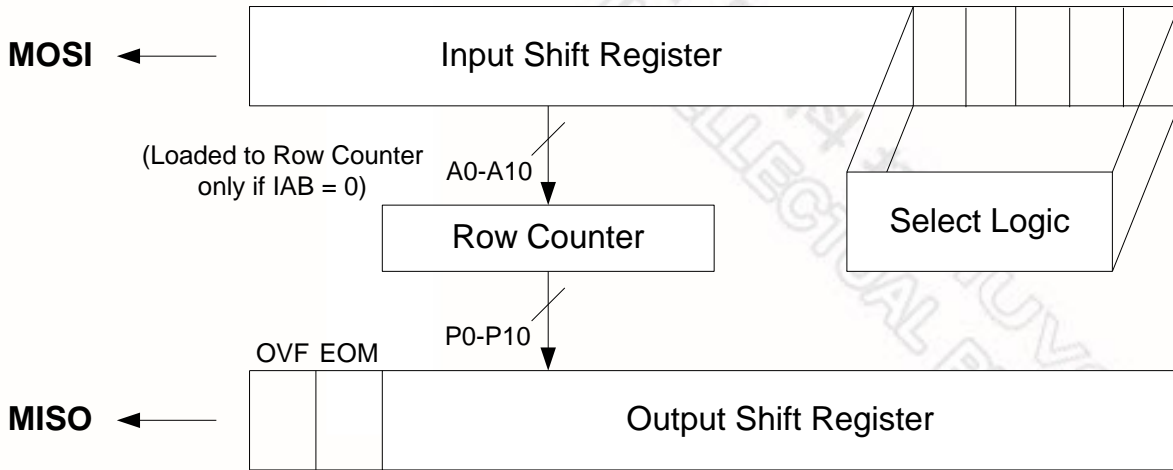 MOSI
Input Shift Register
(Loaded to Row Counter
only if IAB = 0)
A0-A10
Row Counter
Select Logic
P0-P10
OVF EOM
MISO
Output Shift Register